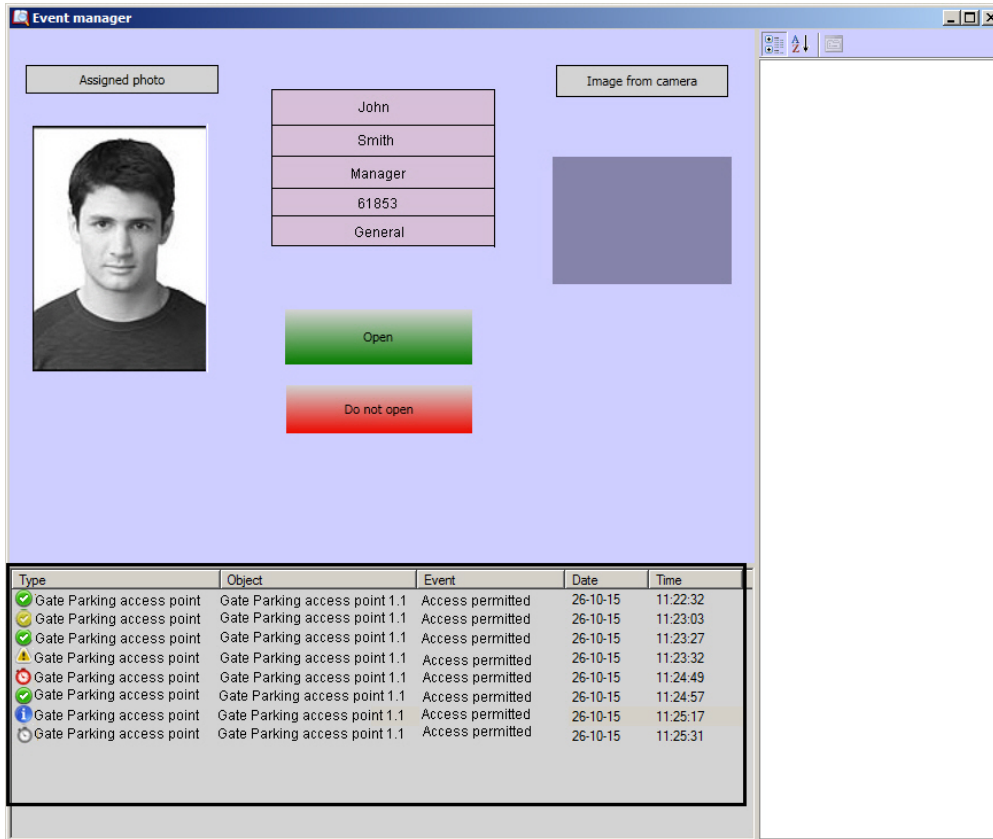 Event manager
Assigned photo
Image from camera
John
Smith
Manager
61853
General
Open
Do not open
Type Object Event Date Time
Gate Parking access point Gate Parking access point 1.1 Access permitted 26-10-15 11:22:32
Gate Parking access point Gate Parking access point 1.1 Access permitted 26-10-15 11:23:03
Gate Parking access point Gate Parking access point 1.1 Access permitted 26-10-15 11:23:27
Gate Parking access point Gate Parking access point 1.1 Access permitted 26-10-15 11:23:32
Gate Parking access point Gate Parking access point 1.1 Access permitted 26-10-15 11:24:49
Gate Parking access point Gate Parking access point 1.1 Access permitted 26-10-15 11:24:57
Gate Parking access point Gate Parking access point 1.1 Access permitted 26-10-15 11:25:17
Gate Parking access point Gate Parking access point 1.1 Access permitted 26-10-15 11:25:31